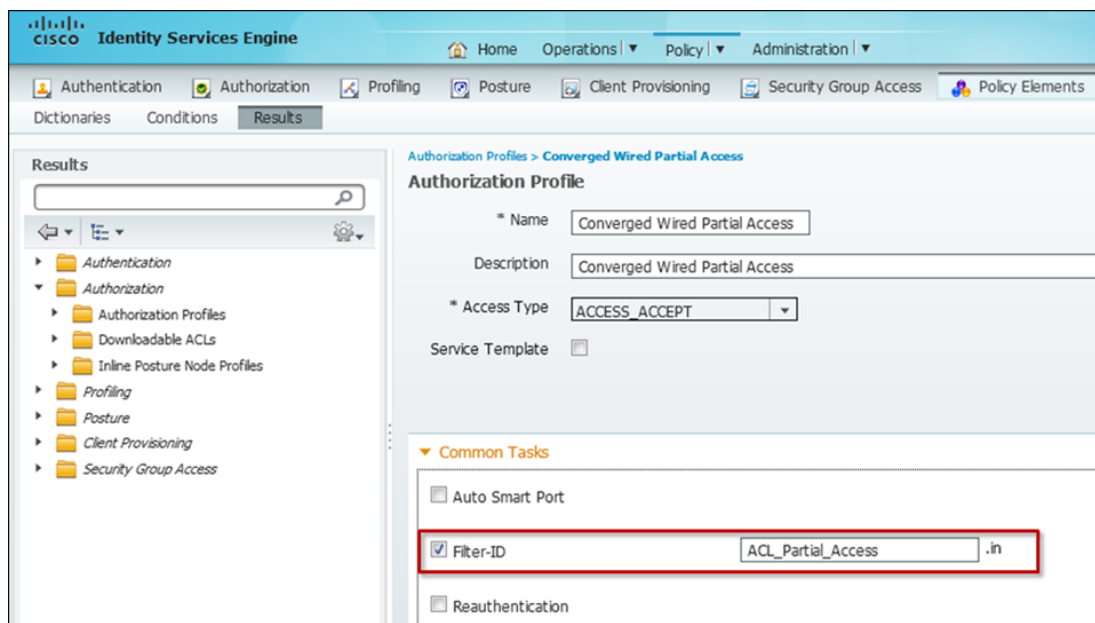 CISCO Identity Services Engine
Home Operations Policy Administration
Authentication Authorization Profiling Posture Client Provisioning Security Group Access Policy Elements
Dictionaries Conditions Results
Results
Authentication
Authorization
Authorization Profiles
Downloadable ACLs
Inline Posture Node Profiles
Profiling
Posture
Client Provisioning
Security Group Access
Authorization Profiles > Converged Wired Partial Access
Authorization Profile
* Name Converged Wired Partial Access
Description Converged Wired Partial Access
* Access Type ACCESS_ACCEPT
Service Template
Common Tasks
Auto Smart Port
Filter-ID ACL_Partial_Access .in
Reauthentication